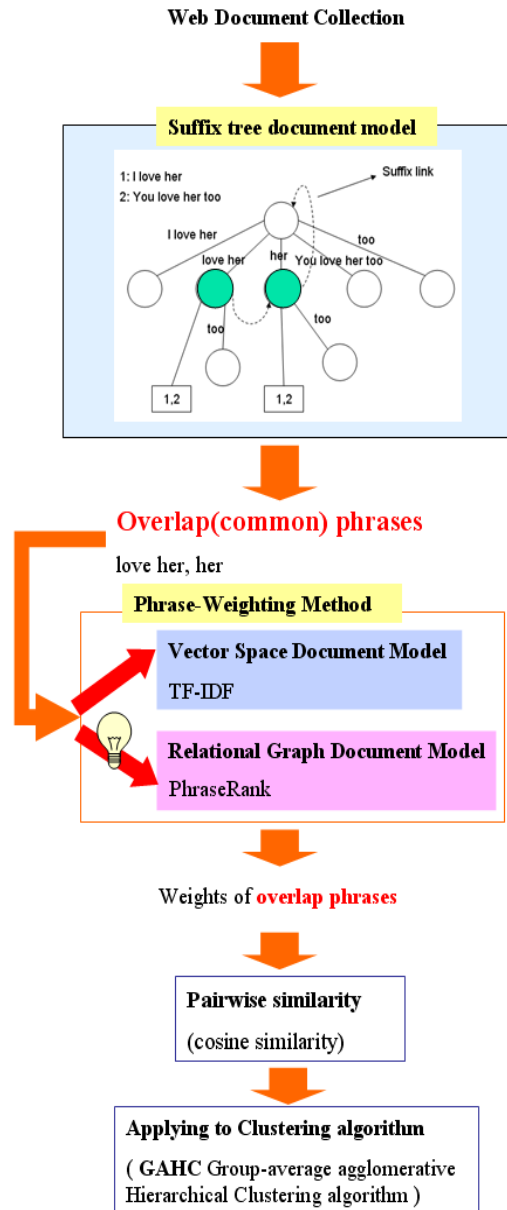 Web Document Collection
Suffix tree document model
1: I love her
2: You love her too
Suffix link
I love her
love her
her
You love her too
too
too
too
1,2
1,2
Overlap(common) phrases
love her, her
Phrase-Weighting Method
Vector Space Document Model
TF-IDF
Relational Graph Document Model
PhraseRank
Weights of overlap phrases
Pairwise similarity
(cosine similarity)
Applying to Clustering algorithm
( GAHC Group-average agglomerative
Hierarchical Clustering algorithm )